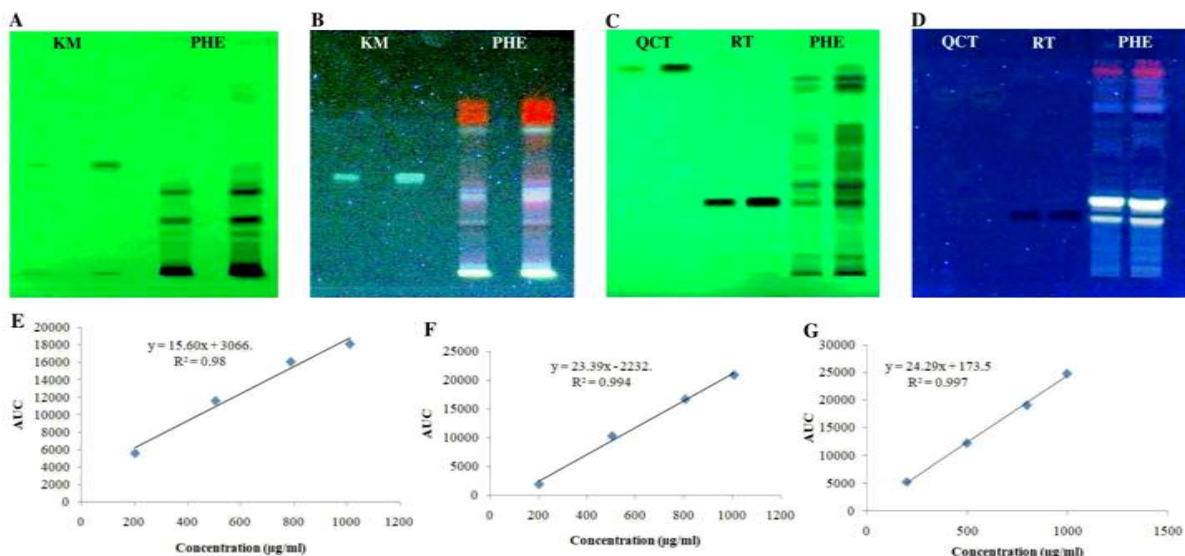 A
KM PHE
B
KM PHE
C
QCT RT PHE
D
QCT RT PHE
E
y = 15.60x + 3066.
R² = 0.98
AUC
20000
18000
16000
14000
12000
10000
8000
6000
4000
2000
0
0 200 400 600 800 1000 1200
Concentration (µg/ml)
F
y = 23.39x - 2232.
R² = 0.994
AUC
25000
20000
15000
10000
5000
0
0 200 400 600 800 1000 1200
Concentration (µg/ml)
G
y = 24.29x + 173.5
R² = 0.997
AUC
30000
25000
20000
15000
10000
5000
0
0 500 1000 1500
Concentration (µg/ml)